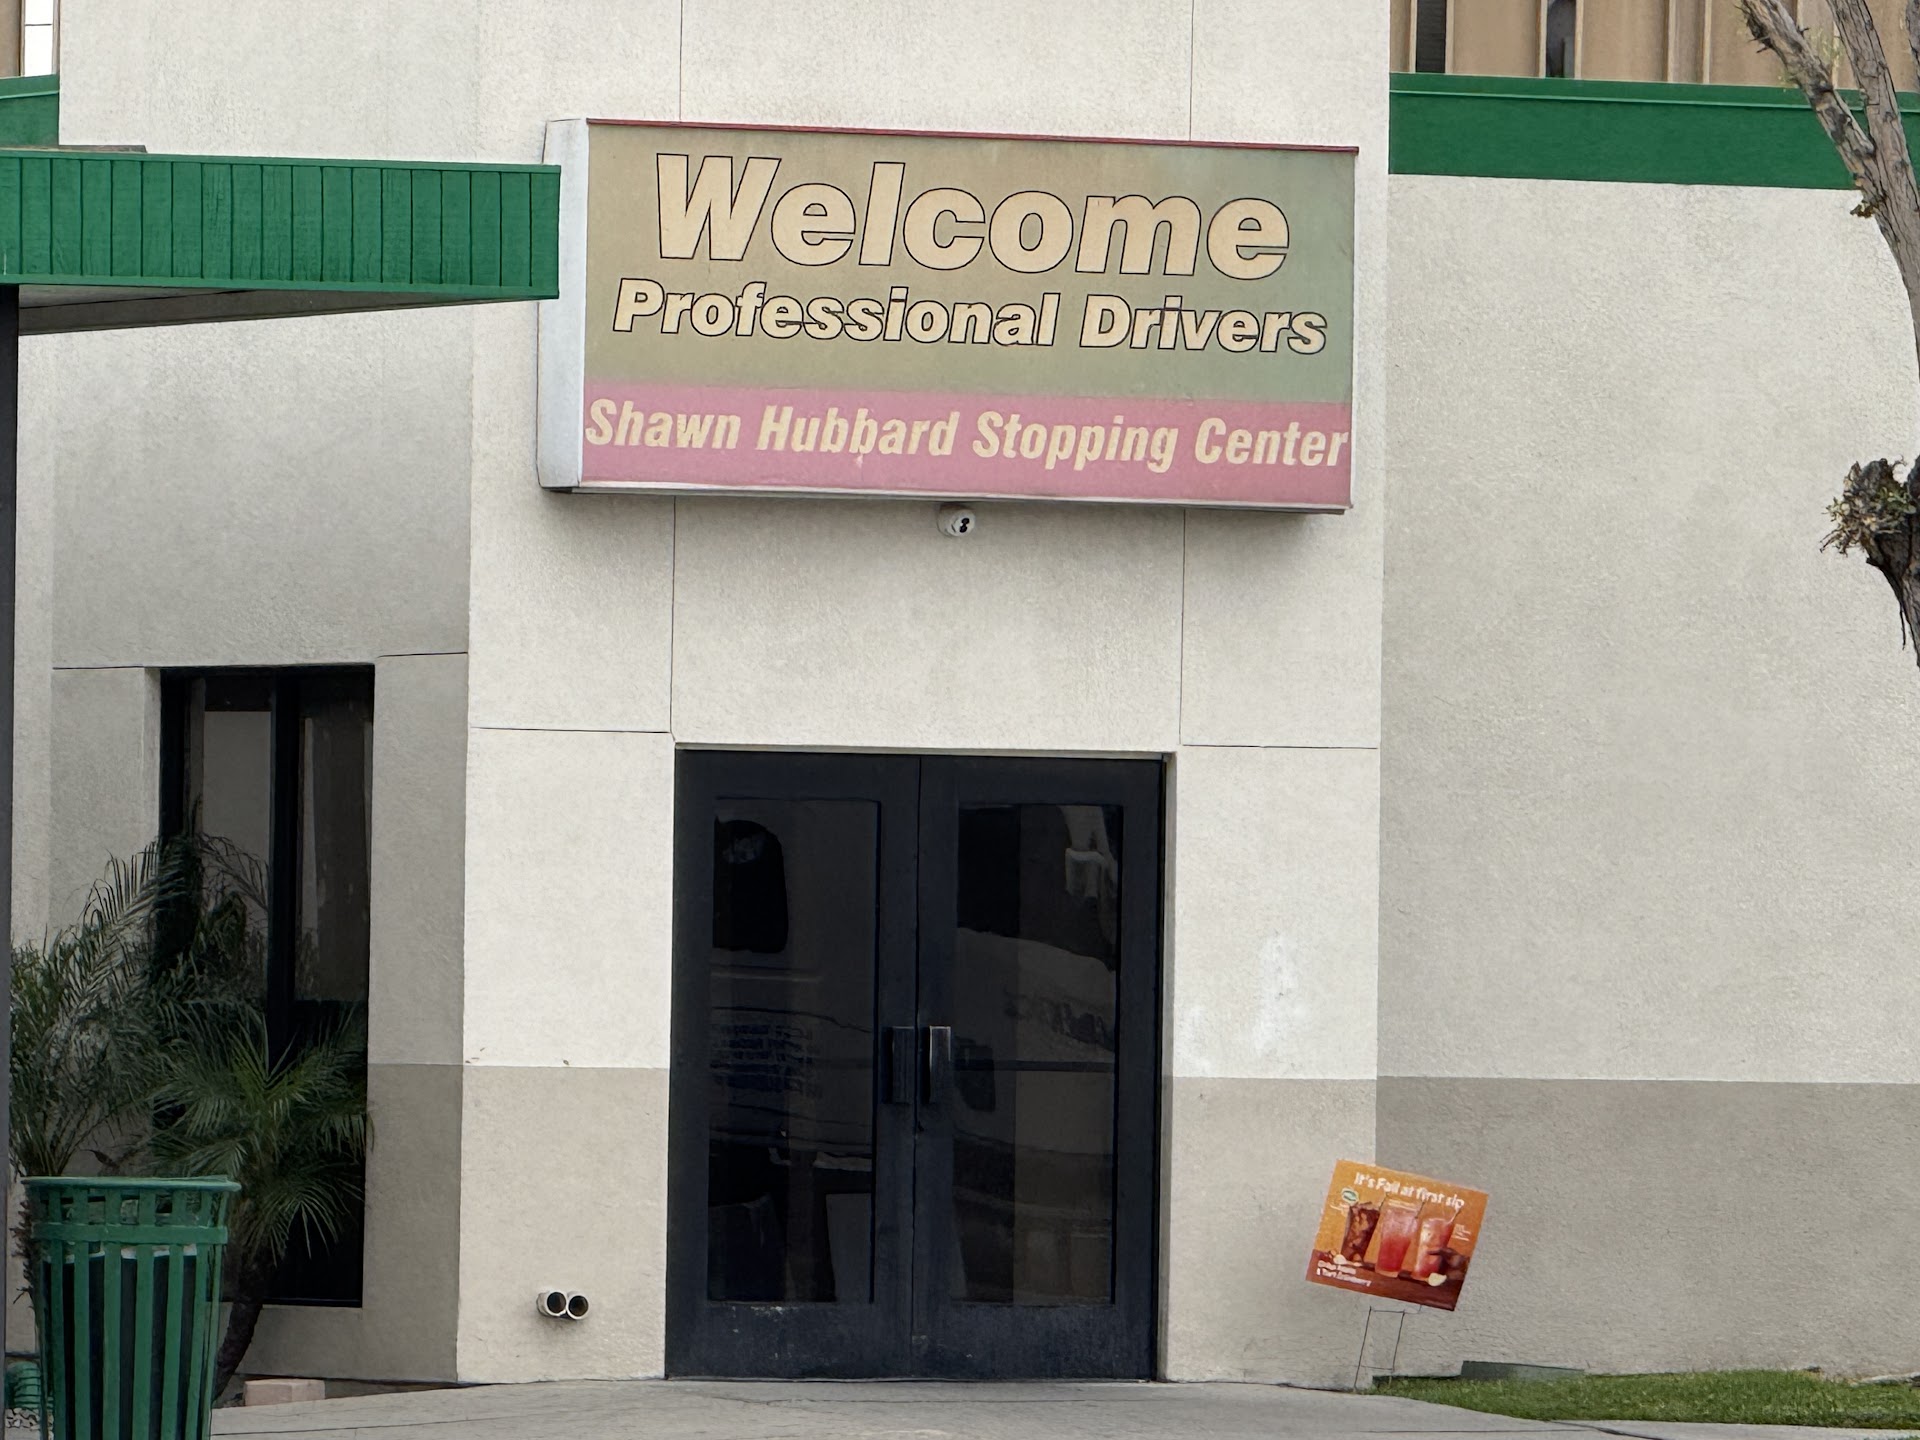 Welcome
Professional Drivers
Shawn Hubbard Stopping Center
It's Fall at first sip